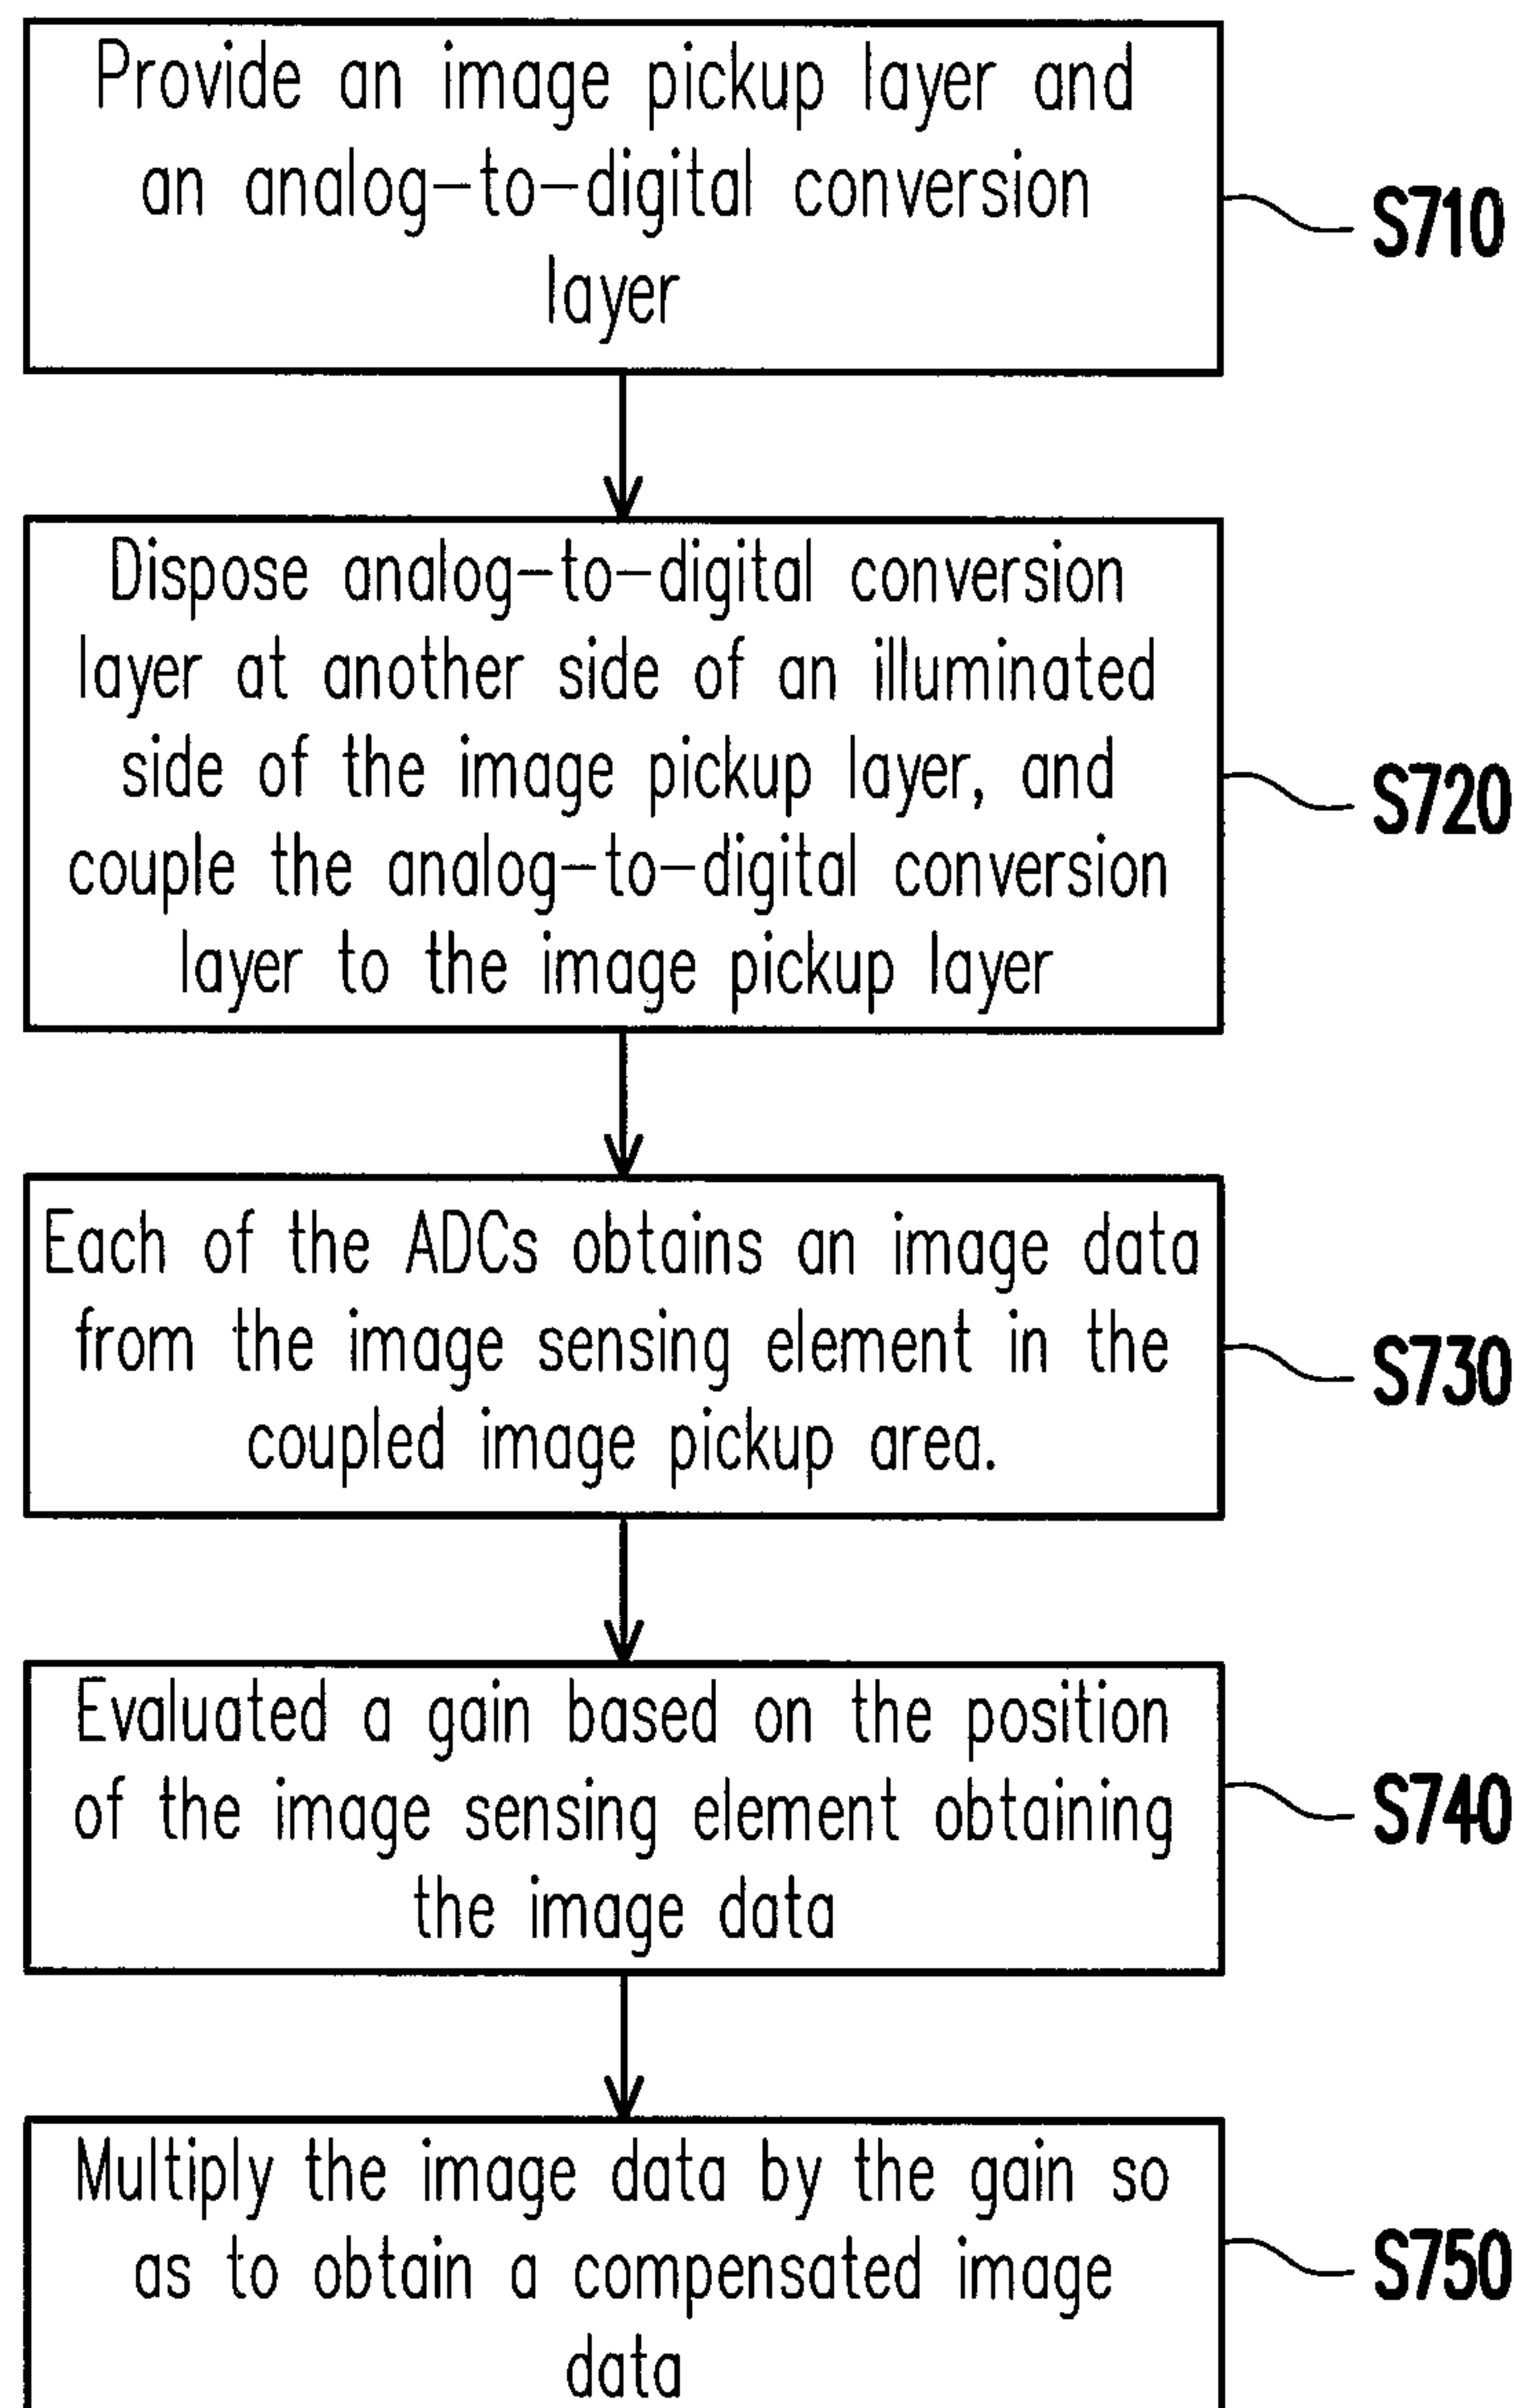 Provide an image pickup layer and
an analog-to-digital conversion
layer
S710
Dispose analog-to-digital conversion
layer at another side of an illuminated
side of the image pickup layer, and
couple the analog-to-digital conversion
layer to the image pickup layer
S720
Each of the ADCs obtains an image data
from the image sensing element in the
coupled image pickup area.
S730
Evaluated a gain based on the position
of the image sensing element obtaining
the image data
S740
Multiply the image data by the gain so
as to obtain a compensated image
data
S750